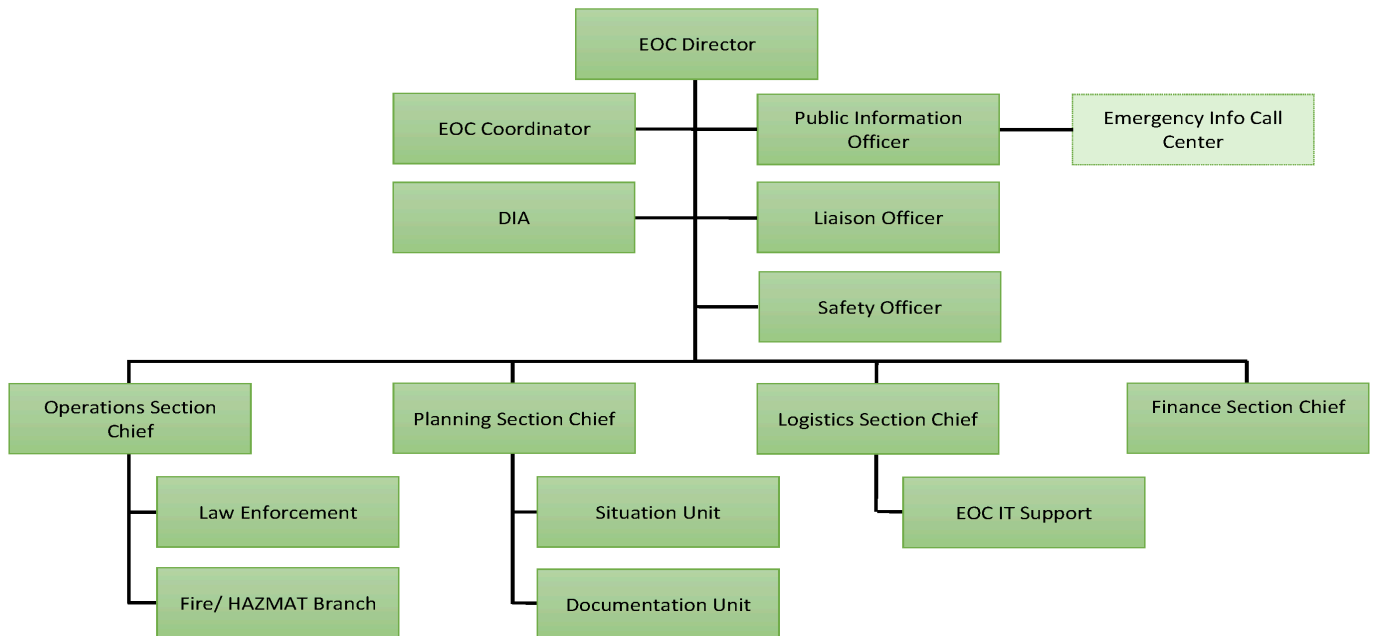 EOC Director
EOC Coordinator
Public Information
Officer
Emergency Info Call
Center
DIA
Liaison Officer
Safety Officer
Operations Section
Chief
Planning Section Chief
Logistics Section Chief
Finance Section Chief
Law Enforcement
Situation Unit
EOC IT Support
Fire/ HAZMAT Branch
Documentation Unit